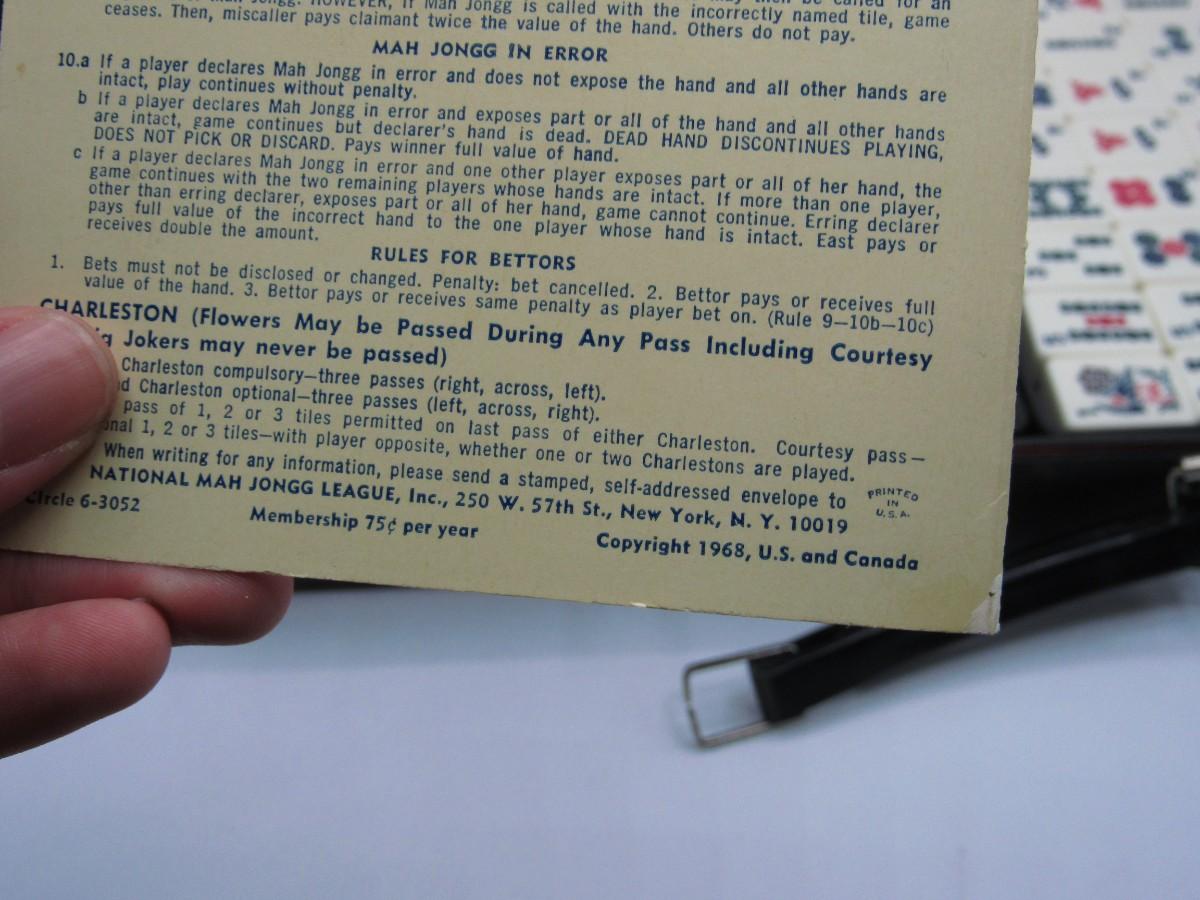 HOWEVER, if Mah Jongg is called with the incorrectly named tile, game
ceases. Then, miscaller pays claimant twice the value of the hand. Others do not pay.
MAH JONGG IN ERROR
10.a If a player declares Mah Jongg in error and does not expose the hand and all other hands are
intact, play continues without penalty.
b If a player declares Mah Jongg in error and exposes part or all of the hand and all other hands
are intact, game continues but declarer's hand is dead. DEAD HAND DISCONTINUES PLAYING,
DOES NOT PICK OR DISCARD. Pays winner full value of hand.
c If a player declares Mah Jongg in error and one other player exposes part or all of her hand, the
game continues with the two remaining players whose hands are intact. If more than one player,
other than erring declarer, exposes part or all of her hand, game cannot continue. Erring declarer
pays full value of the incorrect hand to the one player whose hand is intact. East pays or
receives double the amount.
RULES FOR BETTORS
1. Bets must not be disclosed or changed. Penalty: bet cancelled. 2. Bettor pays or receives full
value of the hand. 3. Bettor pays or receives same penalty as player bet on. (Rule 9—10b—10c)
CHARLESTON (Flowers May be Passed During Any Pass Including Courtesy
Jokers may never be passed)
Charleston compulsory—three passes (right, across, left).
Charleston optional—three passes (left, across, right).
pass of 1, 2 or 3 tiles permitted on last pass of either Charleston. Courtesy pass—
1, 2 or 3 tiles—with player opposite, whether one or two Charlestons are played.
When writing for any information, please send a stamped, self-addressed envelope to
NATIONAL MAH JONGG LEAGUE, Inc., 250 W. 57th St., New York, N. Y. 10019
PRINTED
IN
U.S.A.
Circle 6-3052
Membership 75¢ per year
Copyright 1968, U.S. and Canada